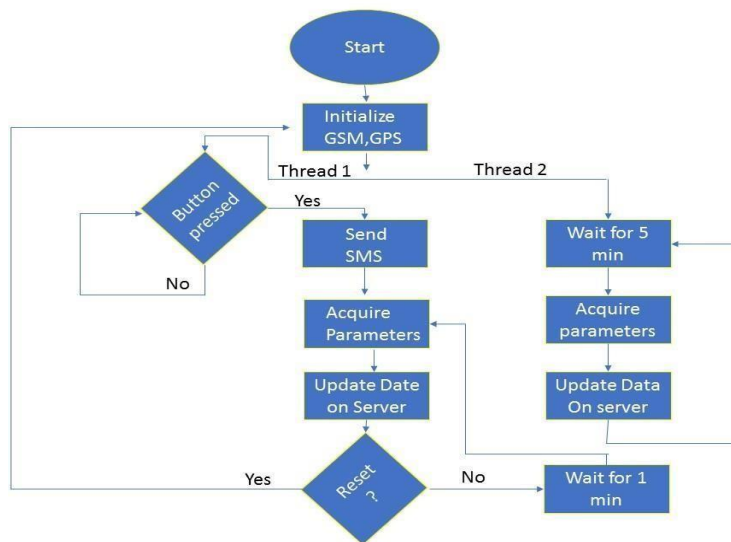 Start
Initialize
GSM,GPS
Thread 1
Thread 2
Button
pressed
Yes
No
Send
SMS
Wait for 5
min
Acquire
Parameters
Acquire
parameters
Update Date
on Server
Update Data
On server
Reset
?
Yes
No
Wait for 1
min